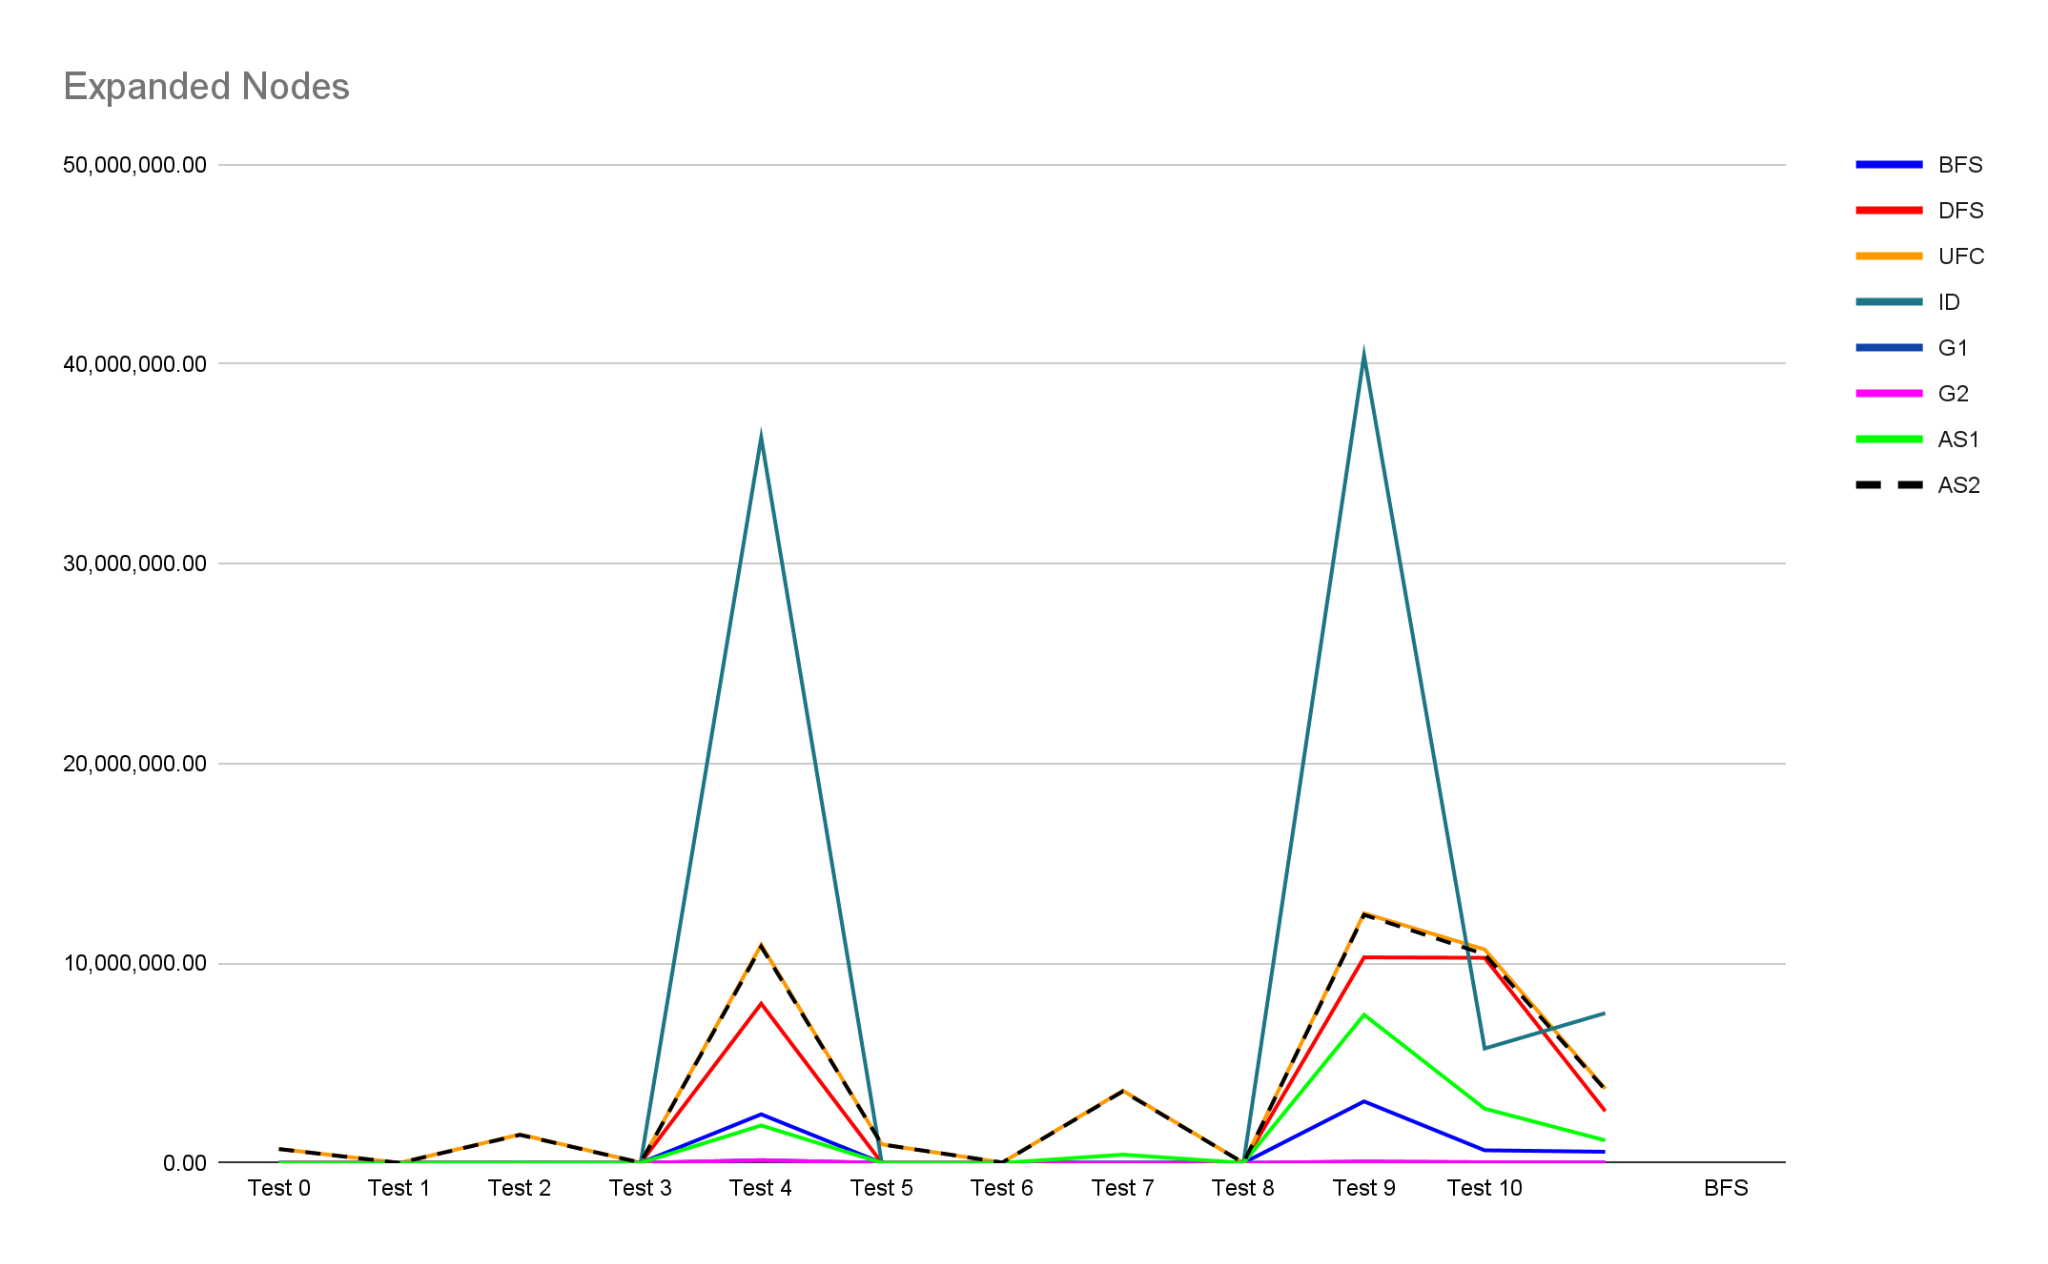 Expanded Nodes
50,000,000.00
40,000,000.00
30,000,000.00
20,000,000.00
10,000,000.00
0.00
Test 0 Test 1 Test 2 Test 3 Test 4 Test 5 Test 6 Test 7 Test 8 Test 9 Test 10 BFS
BFS
DFS
UFC
ID
G1
G2
AS1
AS2